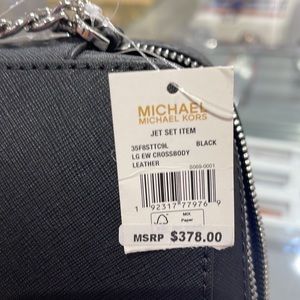 MICHAEL
MICHAEL KORS
JET SET ITEM
35F8STTC9L BLACK
LG EW CROSSBODY
LEATHER
S069-0001
1 92317 77976 9
MIX
Paper
MSRP $378.00